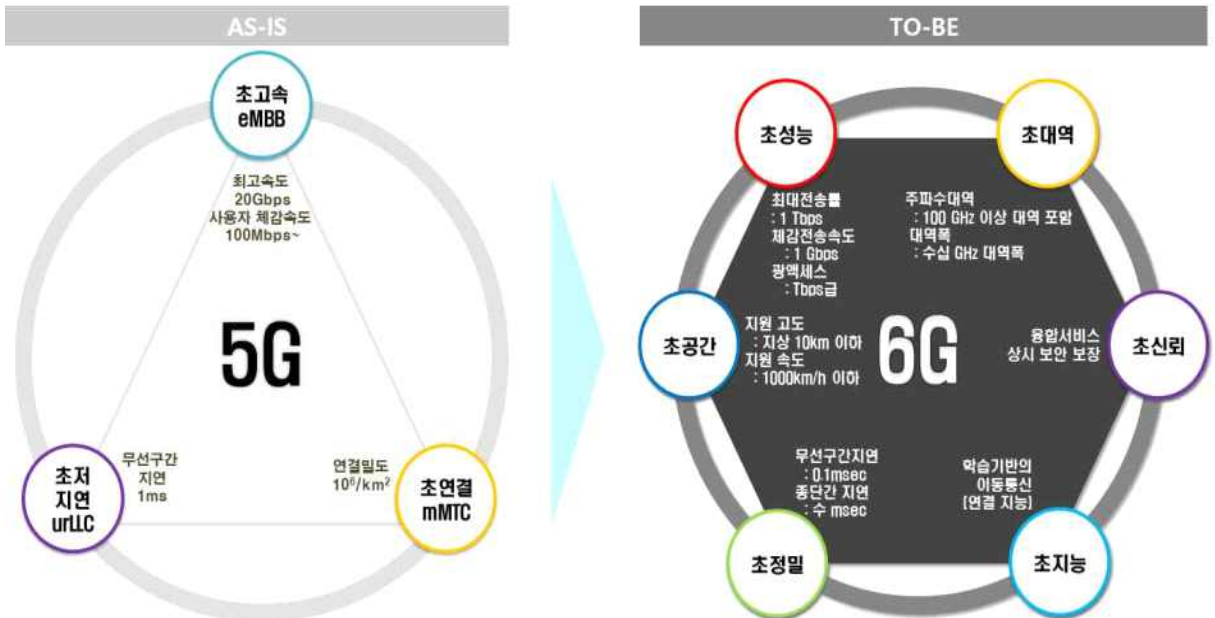 AS-IS
초고속
eMBB
최고속도
20Gbps
사용자 체감속도
100Mbps~
5G
초저
지연
urLLC
무선구간
지연
1ms
연결밀도
10⁶/km²
초연결
mMTC
TO-BE
초성능
초대역
최대전송률
: 1 Tbps
체감전송속도
: 1 Gbps
광액세스
: Tbps급
주파수대역
: 100 GHz 이상 대역 포함
대역폭
: 수십 GHz 대역폭
초공간
지원 고도
: 지상 10km 이하
지원 속도
: 1000km/h 이하
6G
융합서비스
상시 보안 보장
초신뢰
무선구간지연
: 0.1msec
종단간 지연
: 수 msec
학습기반의
이동통신
[연결 지능]
초정밀
초지능